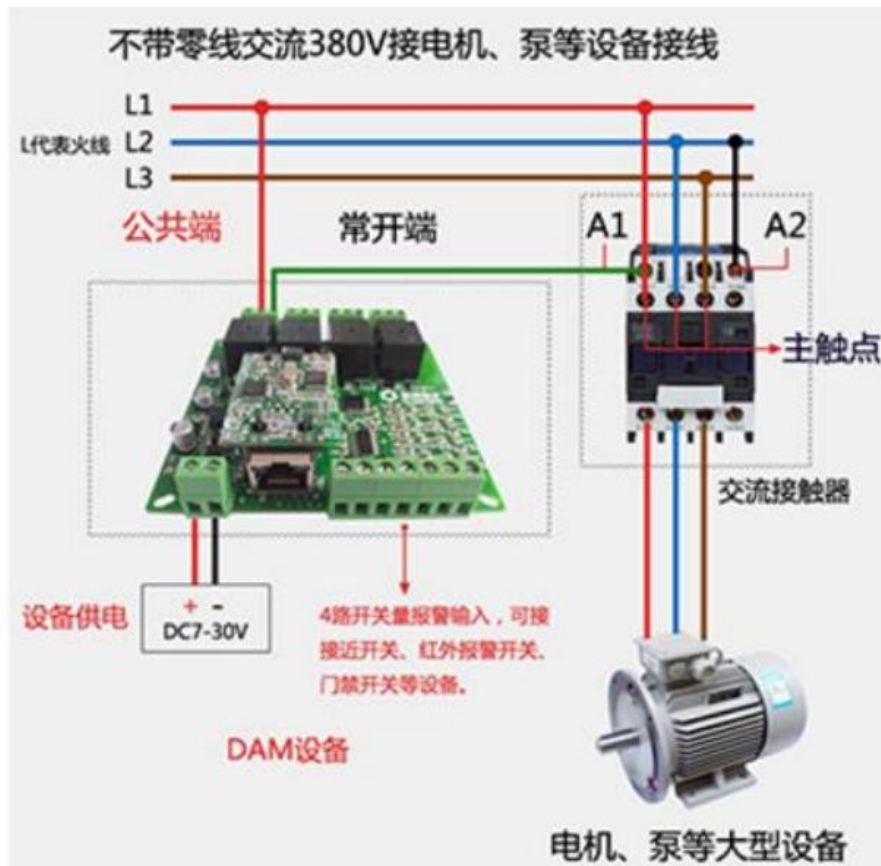 不带零线交流380V接电机、泵等设备接线
L1
L代表火线 L2
L3
公共端 常开端 A1 A2
主触点
交流接触器
设备供电 + -
DC7-30V
4路开关量报警输入，可接
接近开关、红外报警开关、
门禁开关等设备。
DAM设备
电机、泵等大型设备